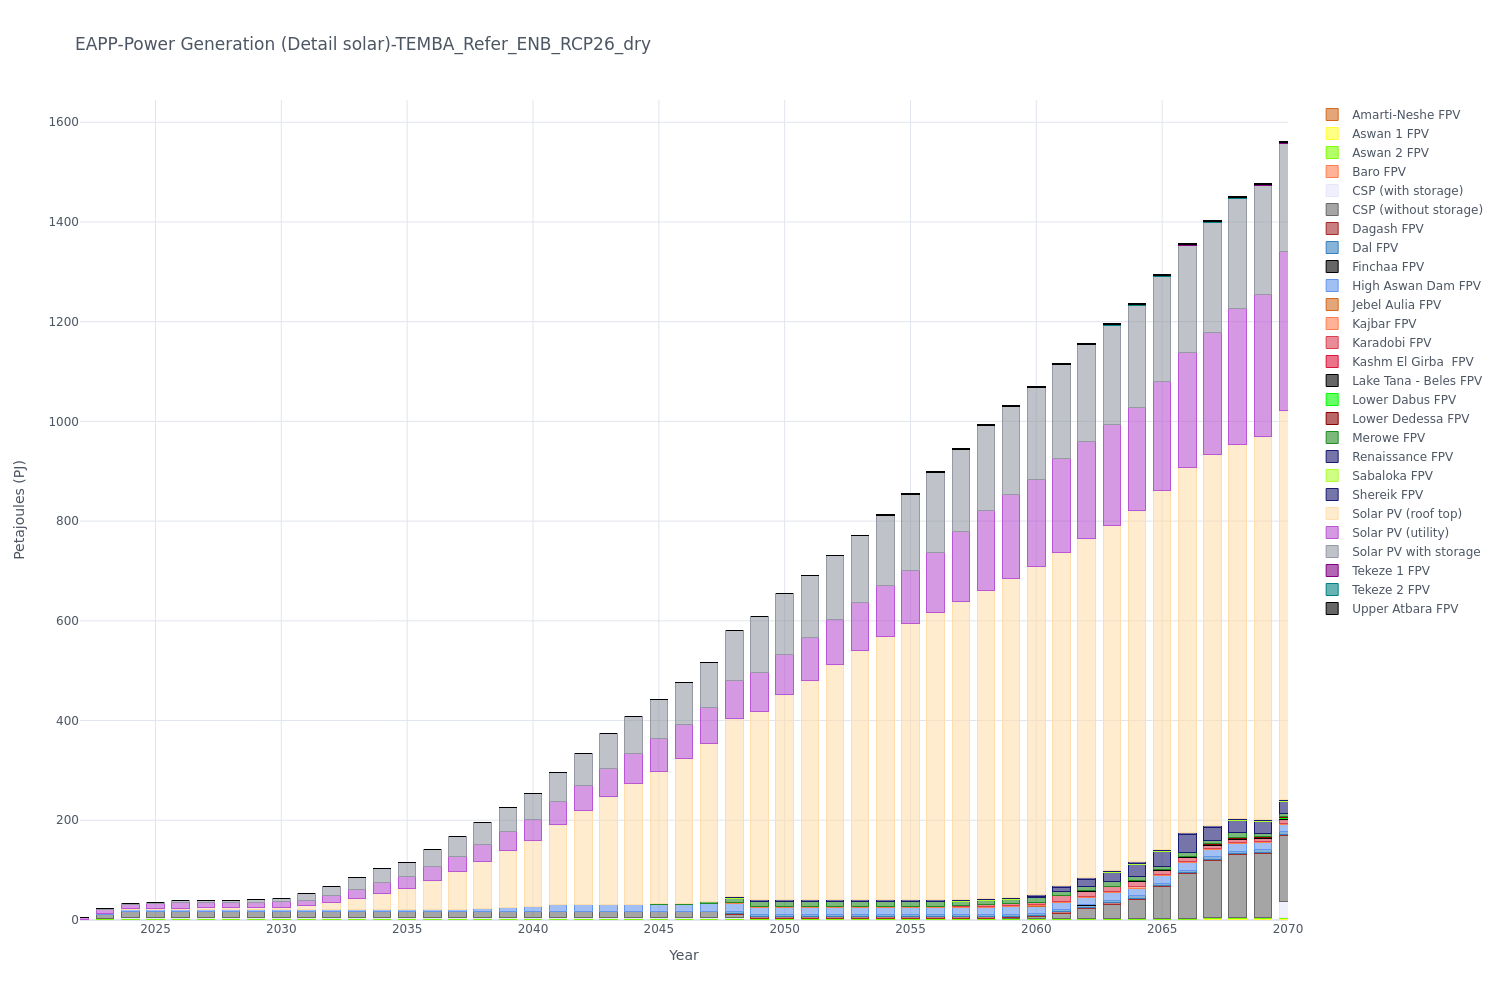 EAPP-Power Generation (Detail solar)-TEMBA_Refer_ENB_RCP26_dry
Petajoules (PJ)
1600
1400
1200
1000
800
600
400
200
0
2025
2030
2035
2040
2045
2050
2055
2060
2065
2070
Year
Amarti-Neshe FPV
Aswan 1 FPV
Aswan 2 FPV
Baro FPV
CSP (with storage)
CSP (without storage)
Dagash FPV
Dal FPV
Finchaa FPV
High Aswan Dam FPV
Jebel Aulia FPV
Kajbar FPV
Karadobi FPV
Kashm El Girba  FPV
Lake Tana - Beles FPV
Lower Dabus FPV
Lower Dedessa FPV
Merowe FPV
Renaissance FPV
Sabaloka FPV
Shereik FPV
Solar PV (roof top)
Solar PV (utility)
Solar PV with storage
Tekeze 1 FPV
Tekeze 2 FPV
Upper Atbara FPV